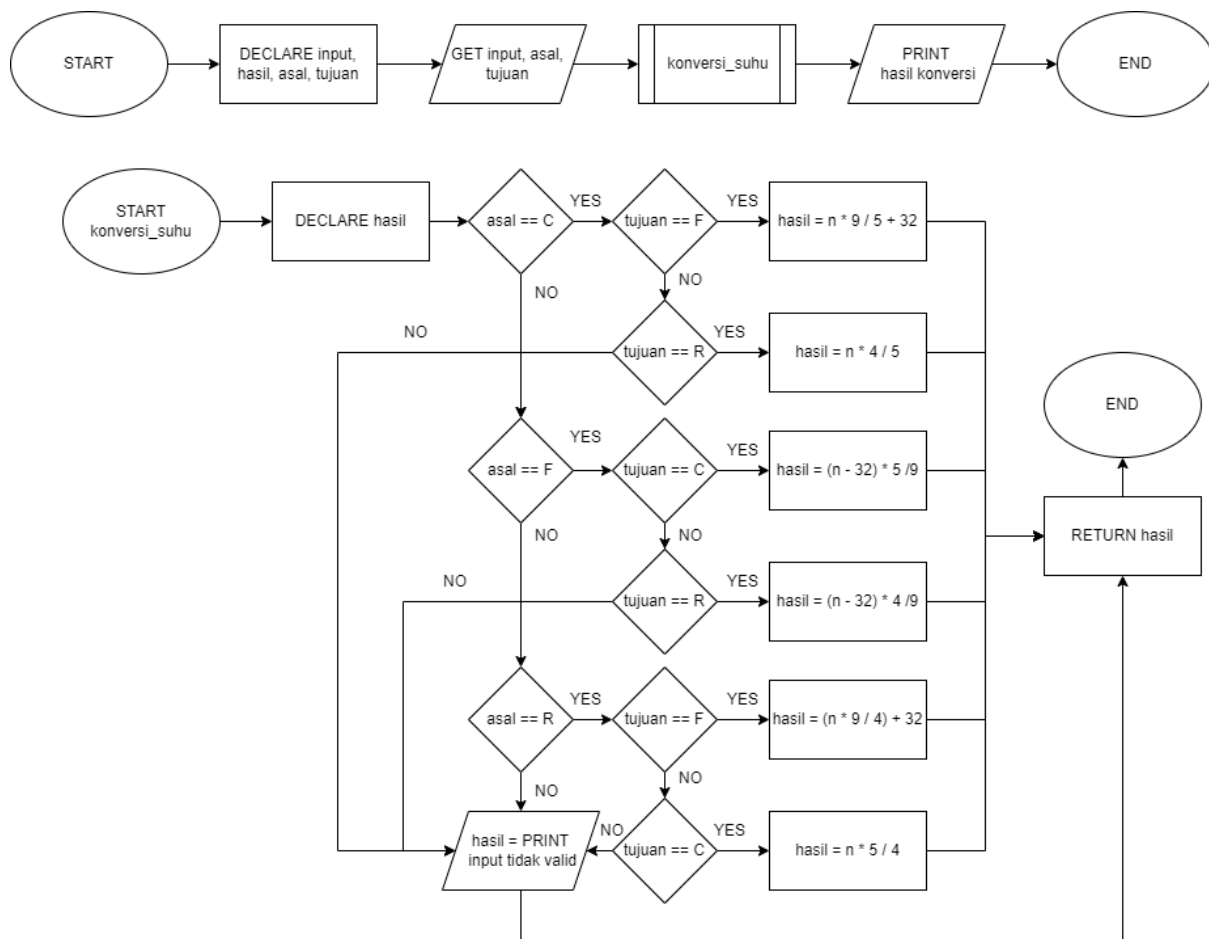 START
DECLARE input,
hasil, asal, tujuan
GET input, asal,
tujuan
konversi_suhu
PRINT
hasil konversi
END
START
konversi_suhu
DECLARE hasil
asal == C
YES
tujuan == F
YES
hasil = n * 9 / 5 + 32
NO
NO
NO
tujuan == R
YES
hasil = n * 4 / 5
END
asal == F
YES
tujuan == C
YES
hasil = (n - 32) * 5 /9
RETURN hasil
NO
NO
NO
tujuan == R
YES
hasil = (n - 32) * 4 /9
asal == R
YES
tujuan == F
YES
hasil = (n * 9 / 4) + 32
NO
NO
hasil = PRINT
input tidak valid
NO
tujuan == C
YES
hasil = n * 5 / 4